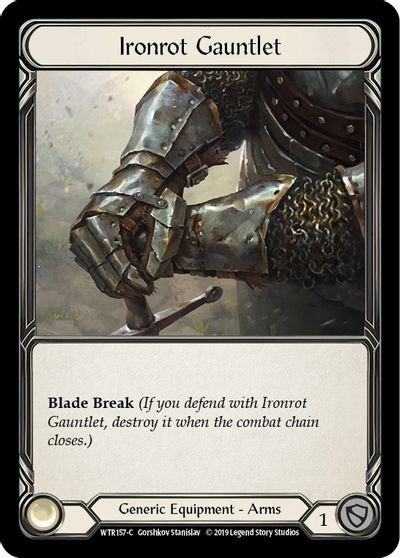 Ironrot Gauntlet
Blade Break (If you defend with Ironrot
Gauntlet, destroy it when the combat chain
closes.)
Generic Equipment - Arms
1
WTR157-C Gorshkov Stanislav © 2019 Legend Story Studios